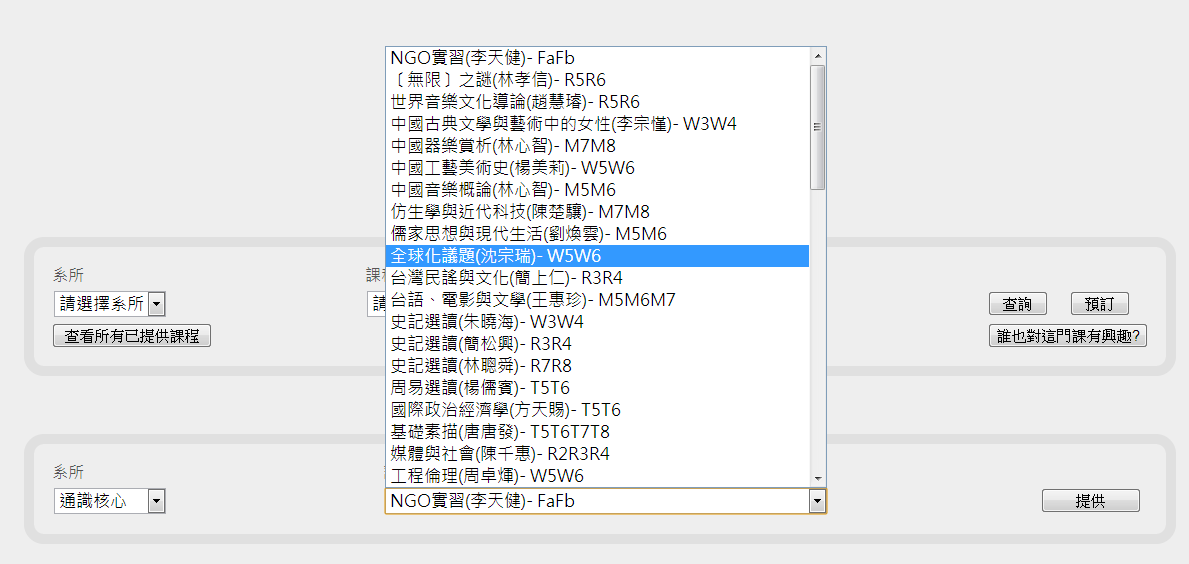 NGO實習(李天健)- FaFb
〔無限〕之謎(林孝信)- R5R6
世界音樂文化導論(趙慧璿)- R5R6
中國古典文學與藝術中的女性(李宗慬)- W3W4
中國器樂賞析(林心智)- M7M8
中國工藝美術史(楊美莉)- W5W6
中國音樂概論(林心智)- M5M6
仿生學與近代科技(陳楚驤)- M7M8
儒家思想與現代生活(劉煥雲)- M5M6
全球化議題(沈宗瑞)- W5W6
台灣民謠與文化(簡上仁)- R3R4
台語、電影與文學(王惠珍)- M5M6M7
史記選讀(朱曉海)- W3W4
史記選讀(簡松興)- R3R4
史記選讀(林聰舜)- R7R8
周易選讀(楊儒賓)- T5T6
國際政治經濟學(方天賜)- T5T6
基礎素描(唐唐發)- T5T6T7T8
媒體與社會(陳千惠)- R2R3R4
工程倫理(周卓煇)- W5W6
系所
請選擇系所
查詢
預訂
查看所有已提供課程
誰也對這門課有興趣?
系所
通識核心
NGO實習(李天健)- FaFb
提供